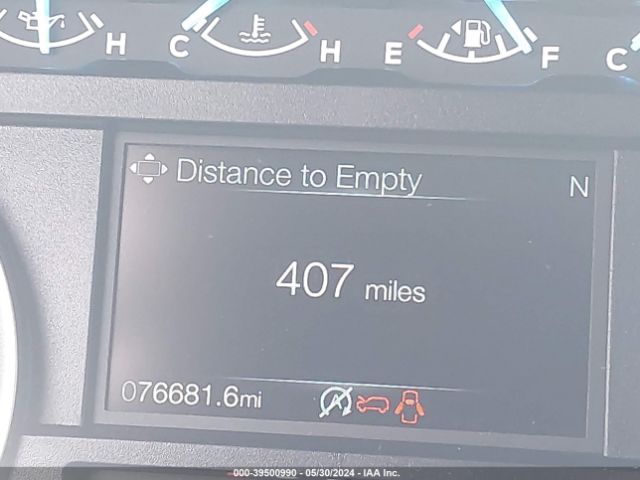 H C H E F C
Distance to Empty N
407 miles
076681.6mi
000-39500990 - 05/30/2024 - IAA Inc.